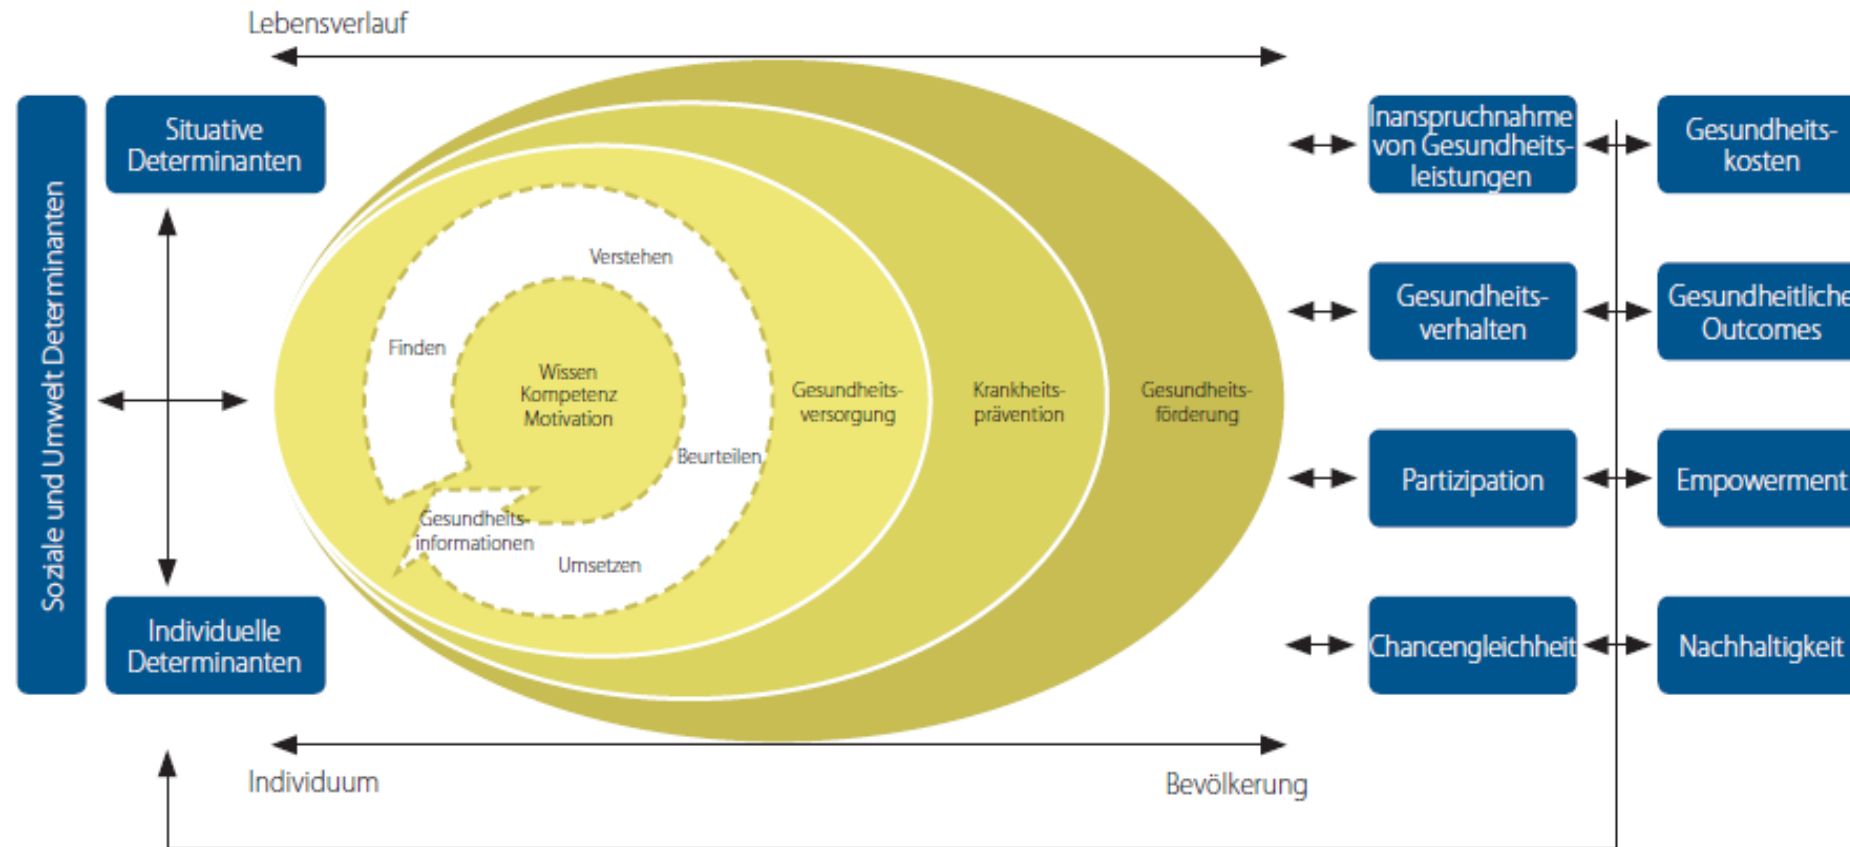 Lebensverlauf
Soziale und Umwelt Determinanten
Situative
Determinanten
Individuelle
Determinanten
Verstehen
Finden
Wissen
Kompetenz
Motivation
Beurteilen
Gesundheits-
informationen
Umsetzen
Gesundheits-
versorgung
Krankheits-
prävention
Gesundheits-
förderung
Inanspruchnahme
von Gesundheits-
leistungen
Gesundheits-
kosten
Gesundheits-
verhalten
Gesundheitliche
Outcomes
Partizipation
Empowerment
Chancengleichheit
Nachhaltigkeit
Individuum
Bevölkerung